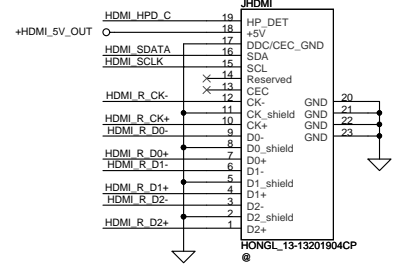 JHDMI
HDMI_HPD_C 19 HP_DET
+HDMI_5V_OUT 18 +5V
17 DDC/CEC_GND
HDMI_SDATA 16 SDA
HDMI_SCLK 15 SCL
14 Reserved
13 CEC
HDMI_R_CK- 12 CK- GND 20
11 CK_shield GND 21
HDMI_R_CK+ 10 CK+ GND 22
HDMI_R_D0- 9 D0- GND 23
8 D0_shield
HDMI_R_D0+ 7 D0+
HDMI_R_D1- 6 D1-
5 D1_shield
HDMI_R_D1+ 4 D1+
HDMI_R_D2- 3 D2-
2 D2_shield
HDMI_R_D2+ 1 D2+
HONGL_13-13201904CP
@